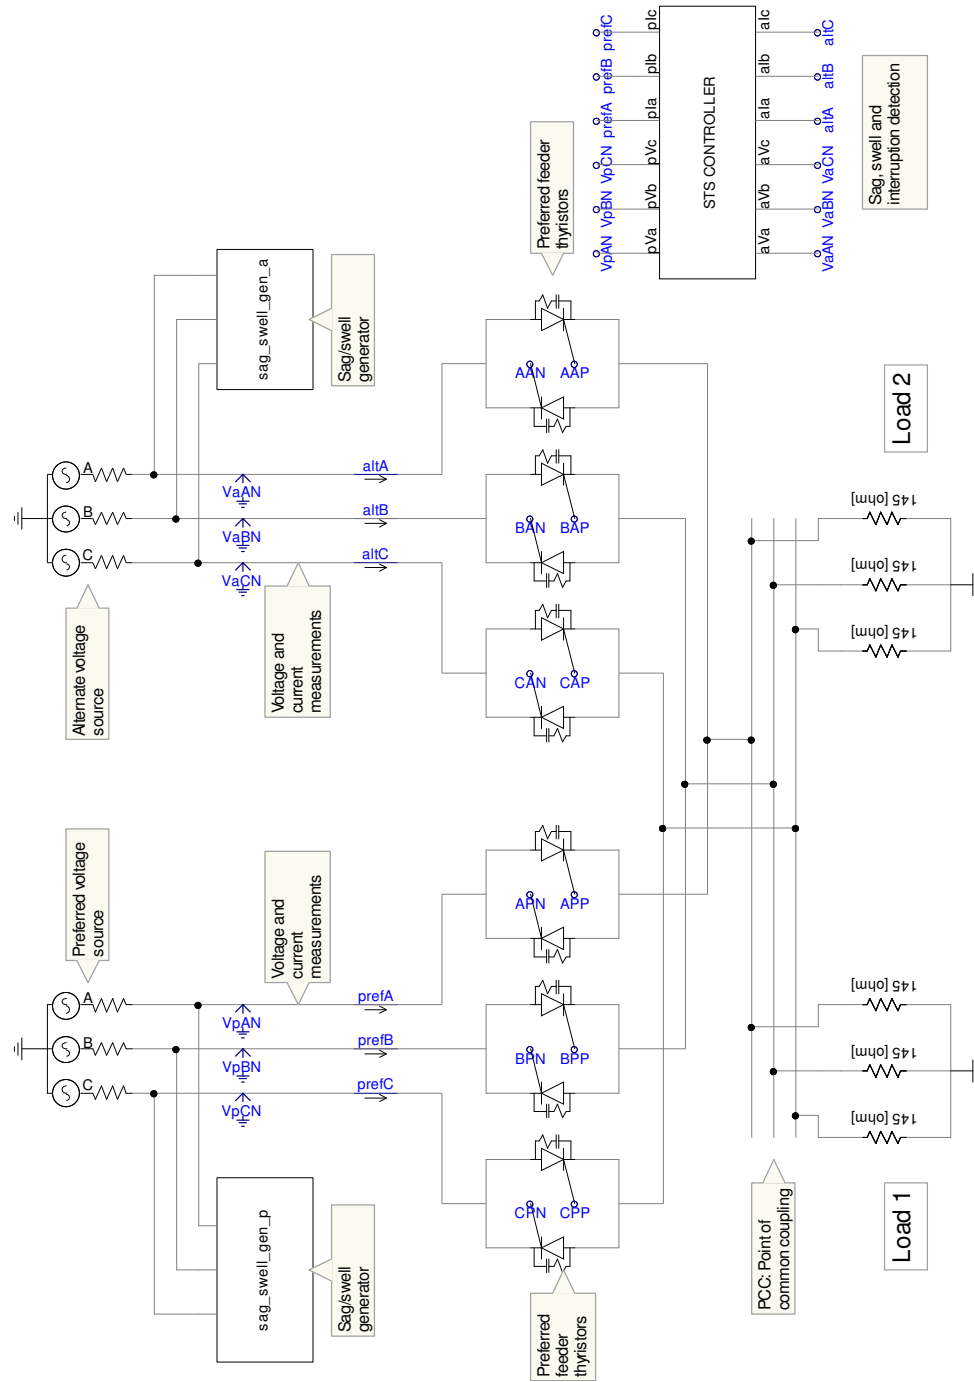 Preferred voltage
source
Alternate voltage
source
C
B
A
C
B
A
sag_swell_gen_p
Sag/swell
generator
VpCN
VpBN
VpAN
Voltage and
current
measurements
prefC
prefB
prefA
VaCN
VaBN
VaAN
Voltage and
current
measurements
altC
altB
altA
sag_swell_gen_a
Sag/swell
generator
CPN
CPP
BPN
BPP
APN
APP
CAN
CAP
BAN
BAP
AAN
AAP
Preferred
feeder
thyristors
Preferred feeder
thyristors
VpAN
VpBN
VpCN
prefA
prefB
prefC
pVa
pVb
pVc
pIa
pIb
pIc
STS CONTROLLER
aVa
aVb
aVc
aIa
aIb
aIc
VaAN
VaBN
VaCN
altA
altB
altC
Sag, swell and
interruption detection
PCC: Point of
common coupling
145 [ohm]
145 [ohm]
145 [ohm]
145 [ohm]
145 [ohm]
145 [ohm]
Load 1
Load 2